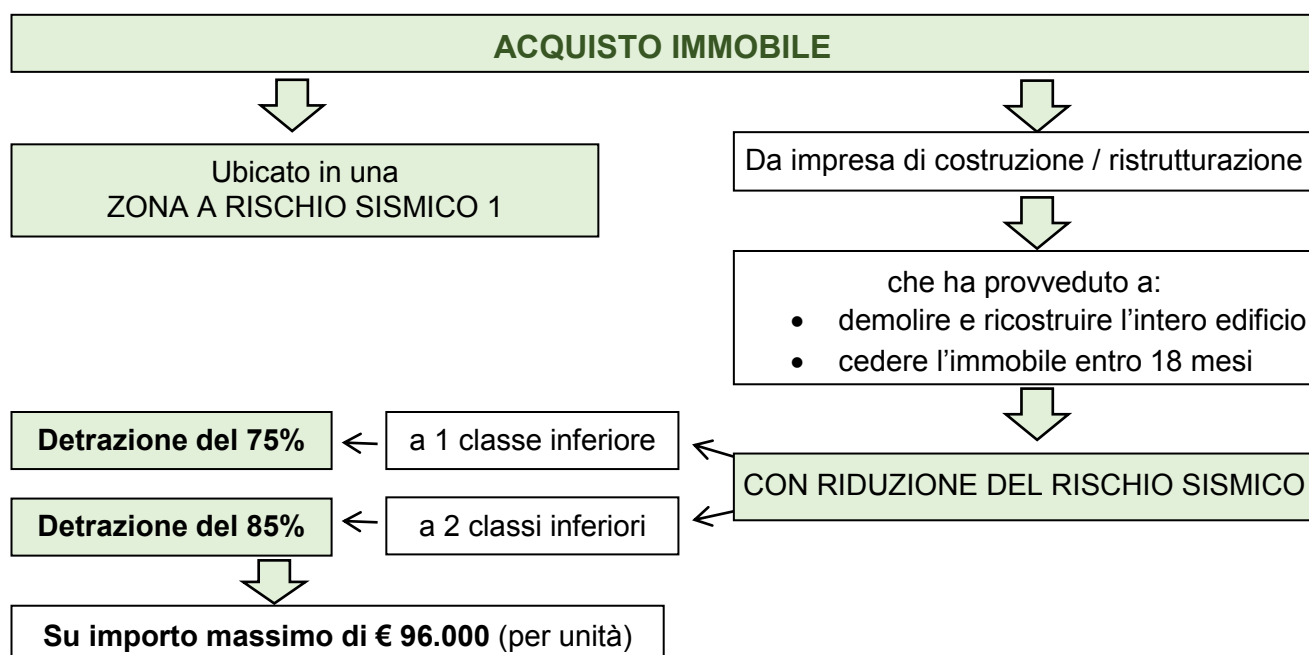 ACQUISTO IMMOBILE
Ubicato in una
ZONA A RISCHIO SISMICO 1
Da impresa di costruzione / ristrutturazione
che ha provveduto a:
• demolire e ricostruire l’intero edificio
• cedere l’immobile entro 18 mesi
Detrazione del 75%
a 1 classe inferiore
CON RIDUZIONE DEL RISCHIO SISMICO
Detrazione del 85%
a 2 classi inferiori
Su importo massimo di € 96.000 (per unità)